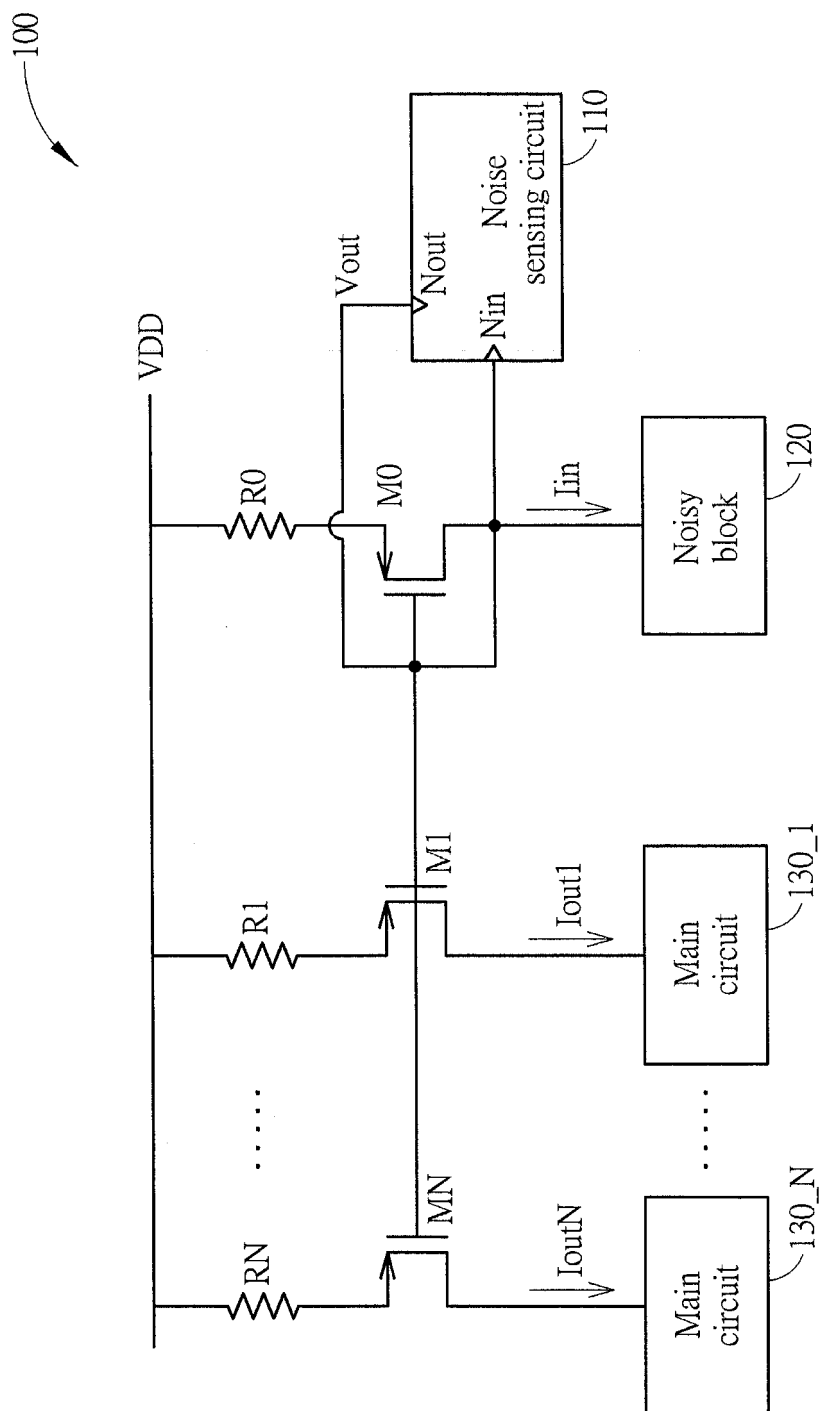 100
VDD
RN
.....
R1
R0
Vout
MN
M1
M0
Nout
Nin
Noise
sensing circuit
110
IoutN
Iout1
Iin
Main
circuit
130_N
.....
Main
circuit
130_1
Noisy
block
120